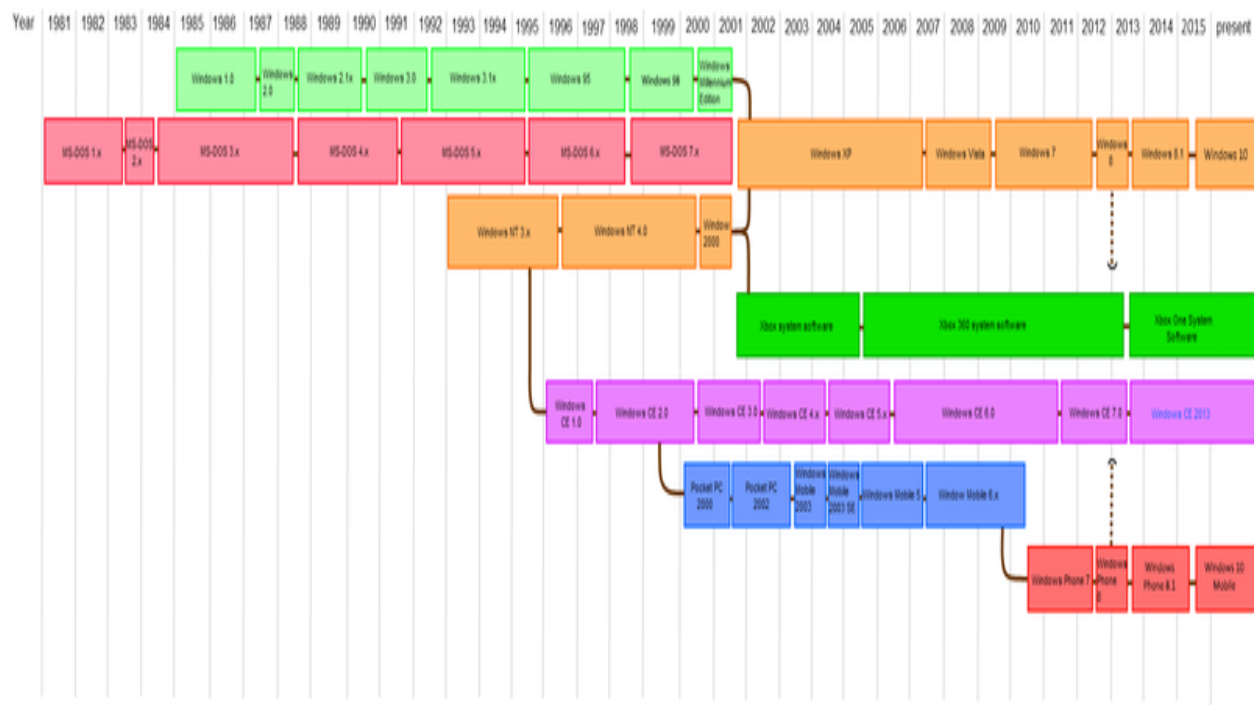 Year 1981 1982 1983 1984 1985 1986 1987 1988 1989 1990 1991 1992 1993 1994 1995 1996 1997 1998 1999 2000 2001 2002 2003 2004 2005 2006 2007 2008 2009 2010 2011 2012 2013 2014 2015 present
Windows 1.0
Windows
2.0
Windows 2.1x
Windows 3.0
Windows 3.1x
Windows 95
Windows 98
Windows
Millennium
Edition
MS-DOS 1.x
MS-DOS
2.x
MS-DOS 3.x
MS-DOS 4.x
MS-DOS 5.x
MS-DOS 6.x
MS-DOS 7.x
Windows XP
Windows Vista
Windows 7
Windows
8
Windows 8.1
Windows 10
Windows NT 3.x
Windows NT 4.0
Window
2000
Xbox system software
Xbox 360 system software
Xbox One System
Software
Windows
CE 1.0
Windows CE 2.0
Windows CE 3.0
Windows CE 4.x
Windows CE 5.x
Windows CE 6.0
Windows CE 7.0
Windows CE 2013
Pocket PC
2000
Pocket PC
2002
Windows
Mobile
2003
Windows
Mobile
2003 SE
Windows Mobile 5
Window Mobile 6.x
Windows Phone 7
Windows
Phone
8
Windows
Phone 8.1
Windows 10
Mobile